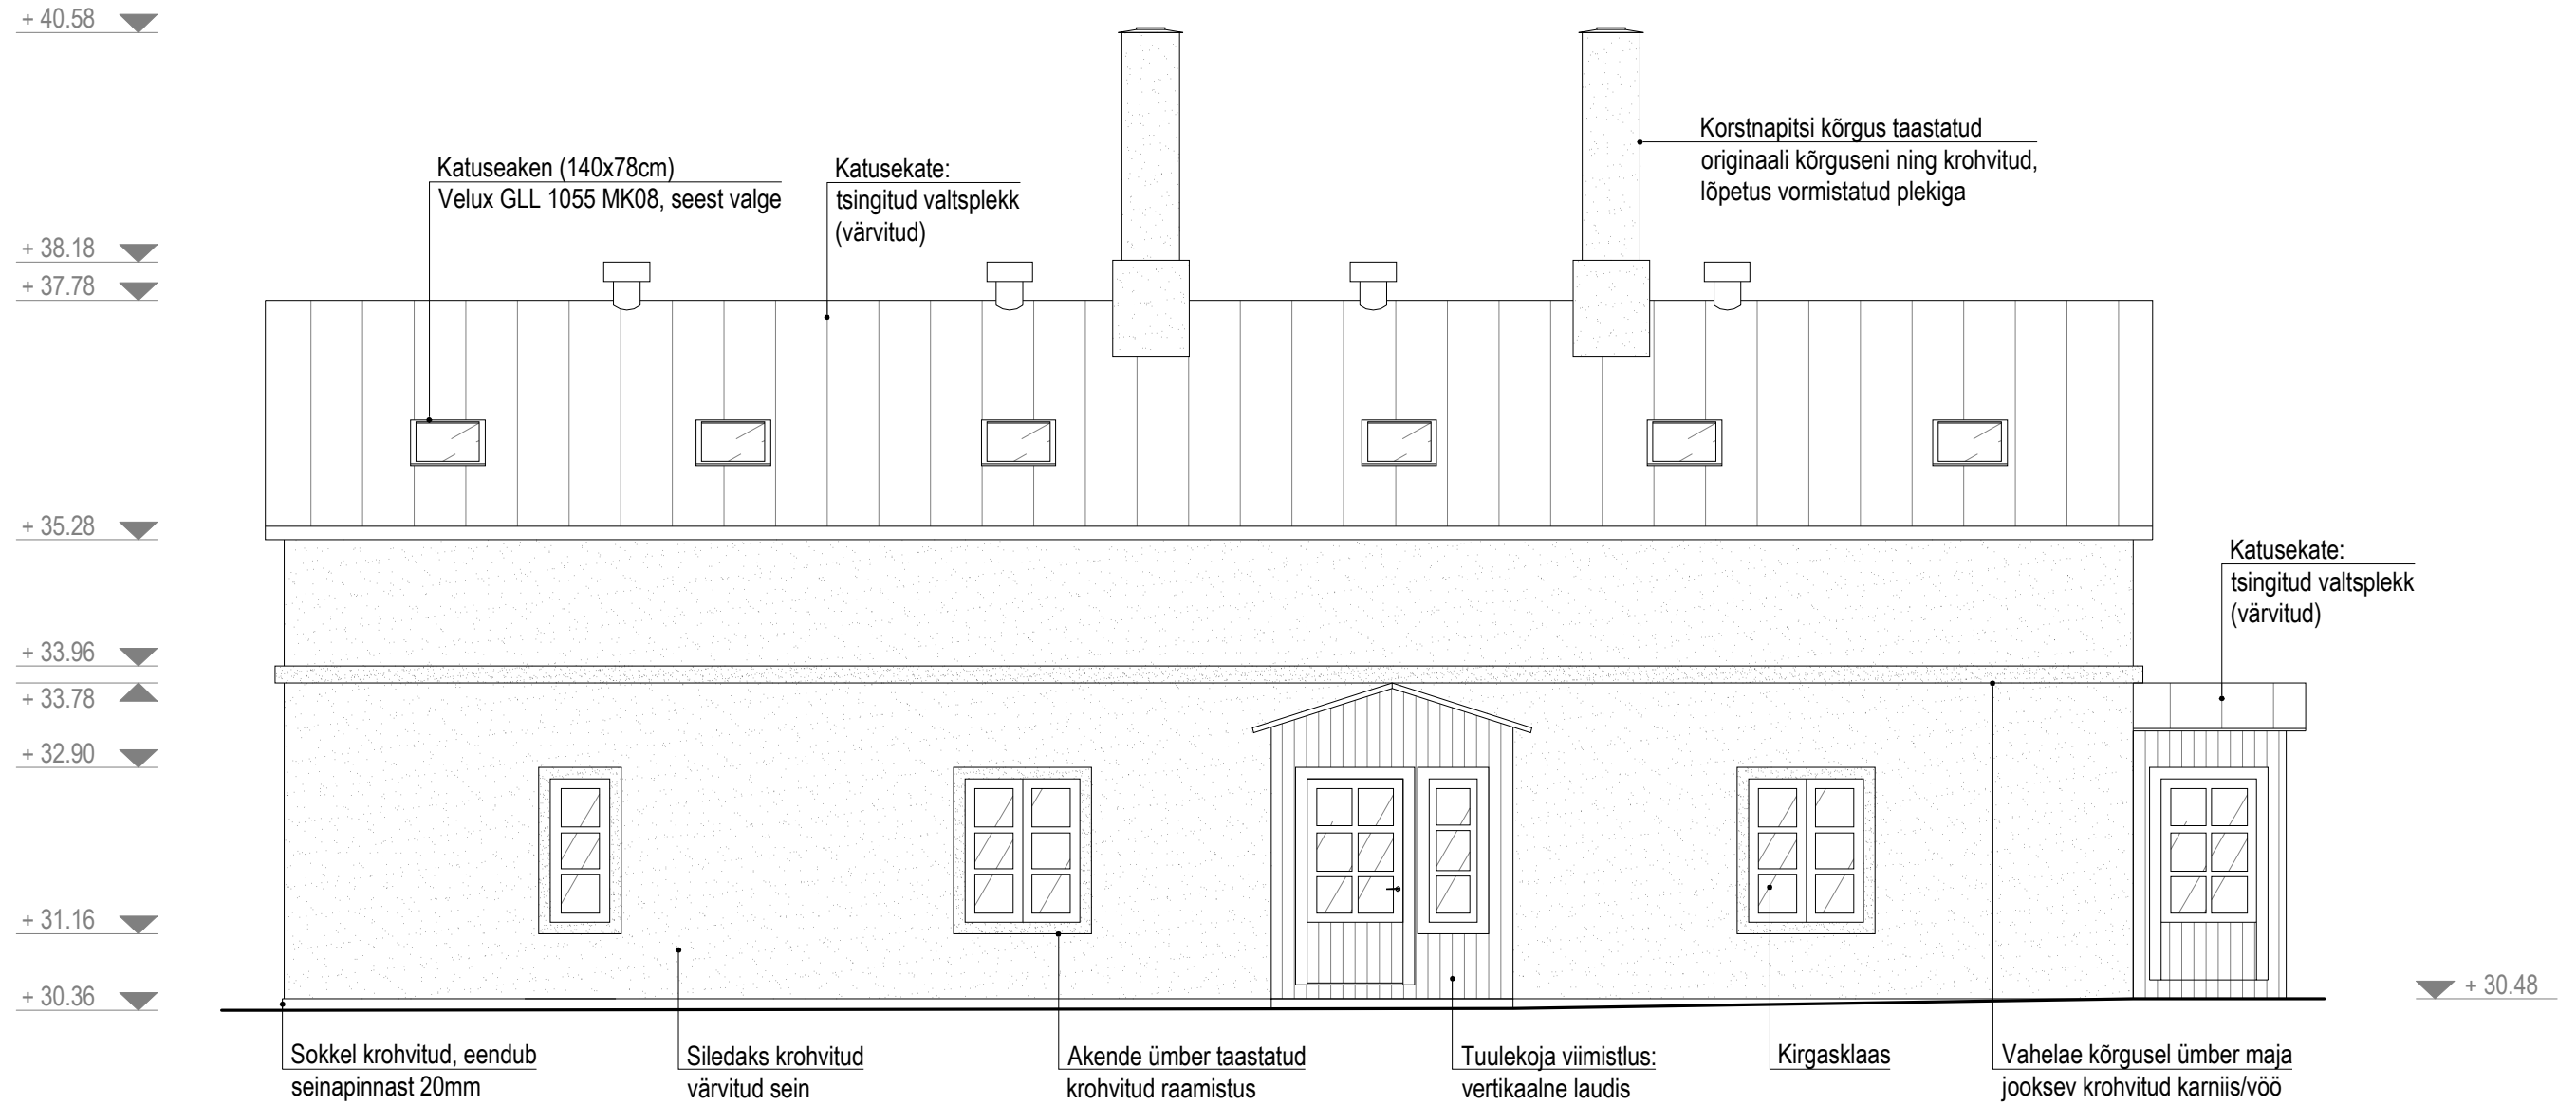 + 40.58
Korstnapitsi kõrgus taastatud
originaali kõrguseni ning krohvitud,
lõpetus vormistatud plekiga
Katuseaken (140x78cm)
Velux GLL 1055 MK08, seest valge
Katusekate:
tsingitud valtsplekk
(värvitud)
+ 38.18
+ 37.78
+ 35.28
Katusekate:
tsingitud valtsplekk
(värvitud)
+ 33.96
+ 33.78
+ 32.90
+ 31.16
+ 30.36
+ 30.48
Sokkel krohvitud, eendub
seinapinnast 20mm
Siledaks krohvitud
värvitud sein
Akende ümber taastatud
krohvitud raamistus
Tuulekoja viimistlus:
vertikaalne laudis
Kirgasklaas
Vahelae kõrgusel ümber maja
jooksev krohvitud karniis/vöö